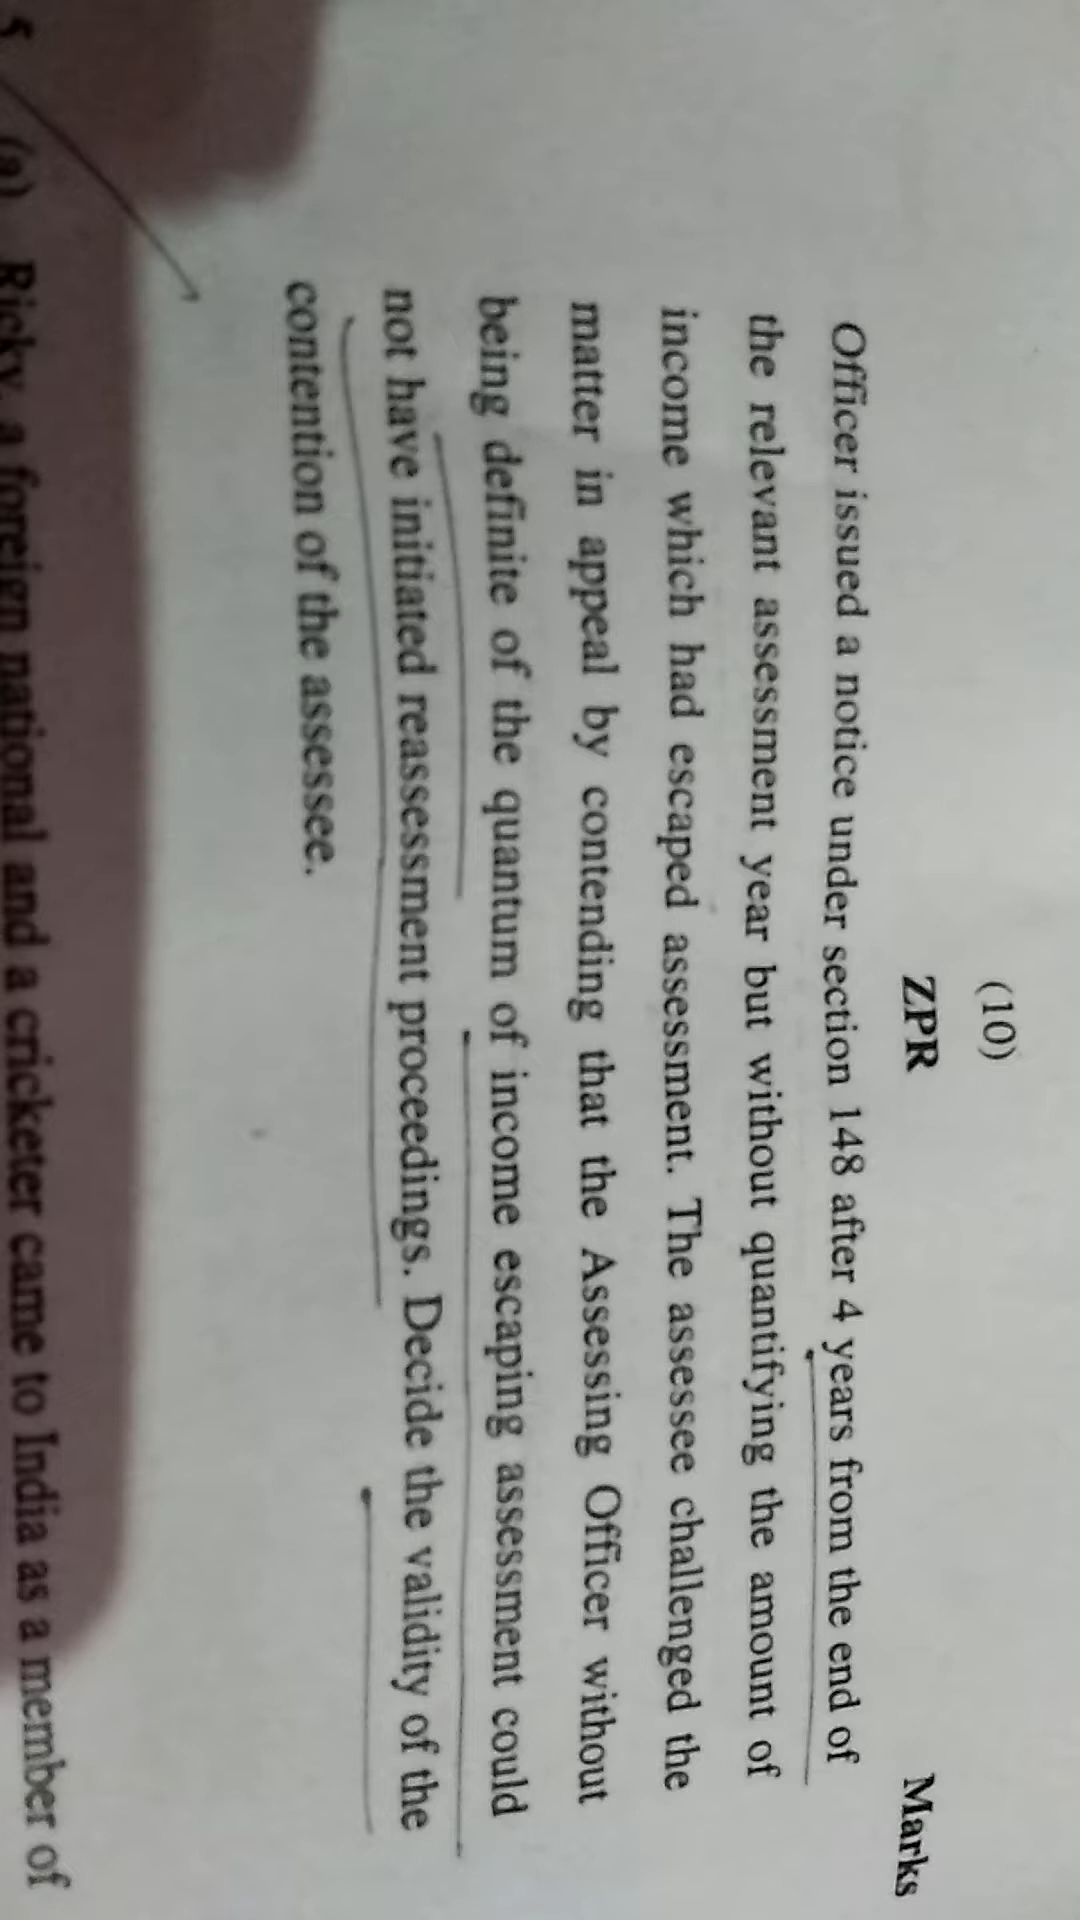 (10)
ZPR Marks
Officer issued a notice under section 148 after 4 years from the end of
the relevant assessment year but without quantifying the amount of
income which had escaped assessment. The assessee challenged the
matter in appeal by contending that the Assessing Officer without
being definite of the quantum of income escaping assessment could
not have initiated reassessment proceedings. Decide the validity of the
contention of the assessee.
5 (a) Ricky, a foreign national and a cricketer came to India as a member of